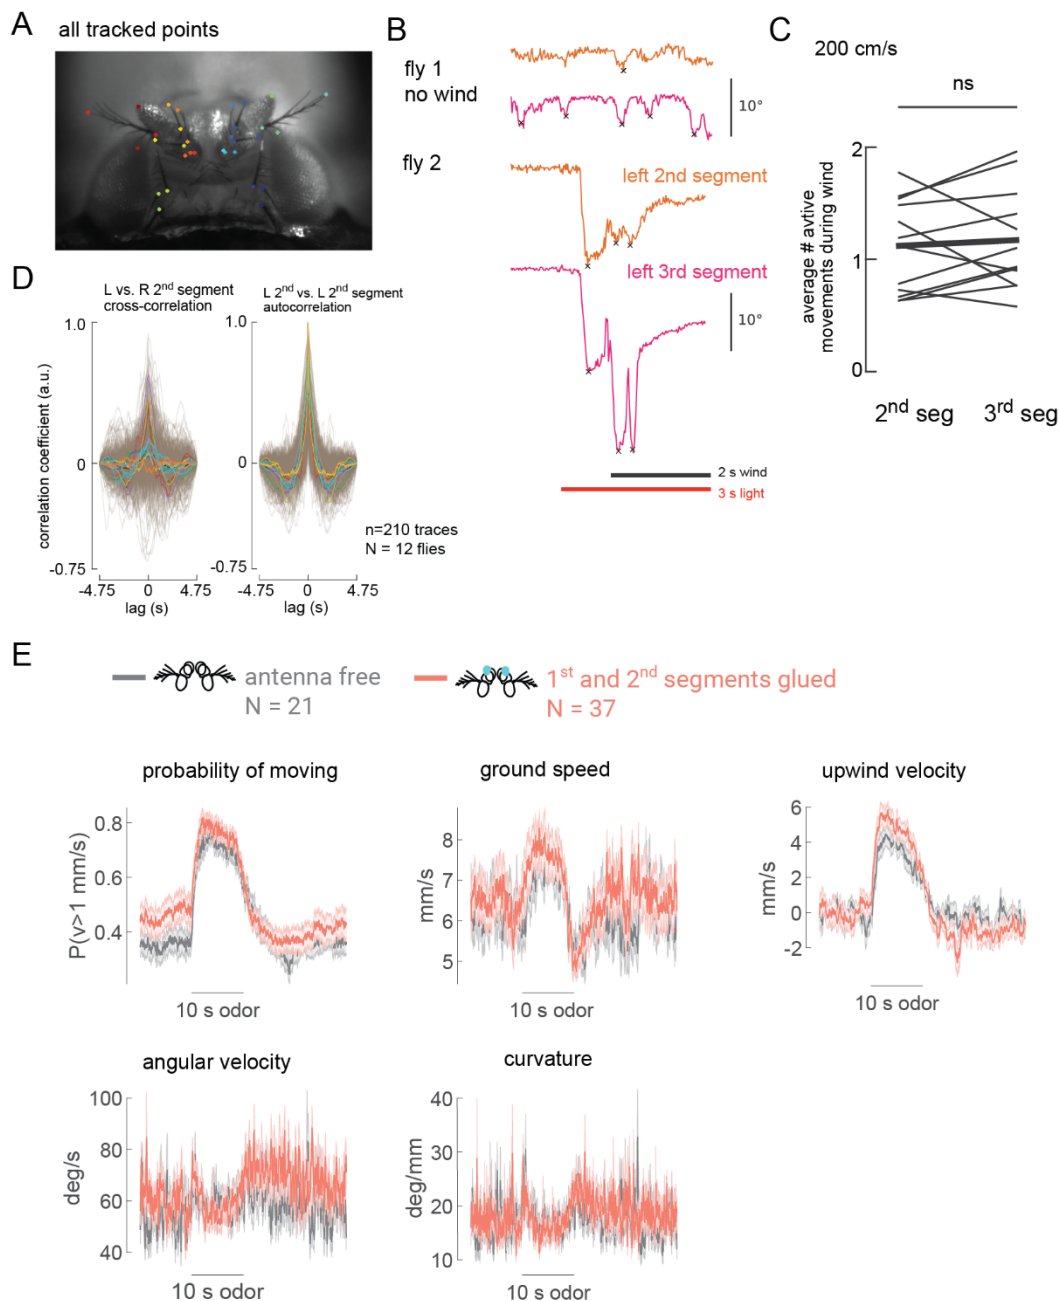 A
all tracked points
B
fly 1
no wind
10°
fly 2
left 2nd segment
left 3rd segment
10°
2 s wind
3 s light
C
200 cm/s
ns
average # avtive
movements during wind
2
1
0
2nd seg
3rd seg
D
L vs. R 2nd segment
cross-correlation
L 2nd vs. L 2nd segment
autocorrelation
correlation coefficient (a.u.)
1.0
0
-0.75
-4.75
0
4.75
lag (s)
1.0
0
-0.75
-4.75
0
4.75
lag (s)
n=210 traces
N = 12 flies
E
antenna free
N = 21
1st and 2nd segments glued
N = 37
probability of moving
P(v>1 mm/s)
0.8
0.6
0.4
10 s odor
ground speed
mm/s
8
7
6
5
10 s odor
upwind velocity
mm/s
6
4
2
0
-2
10 s odor
angular velocity
deg/s
100
80
60
40
10 s odor
curvature
deg/mm
40
30
20
10
10 s odor